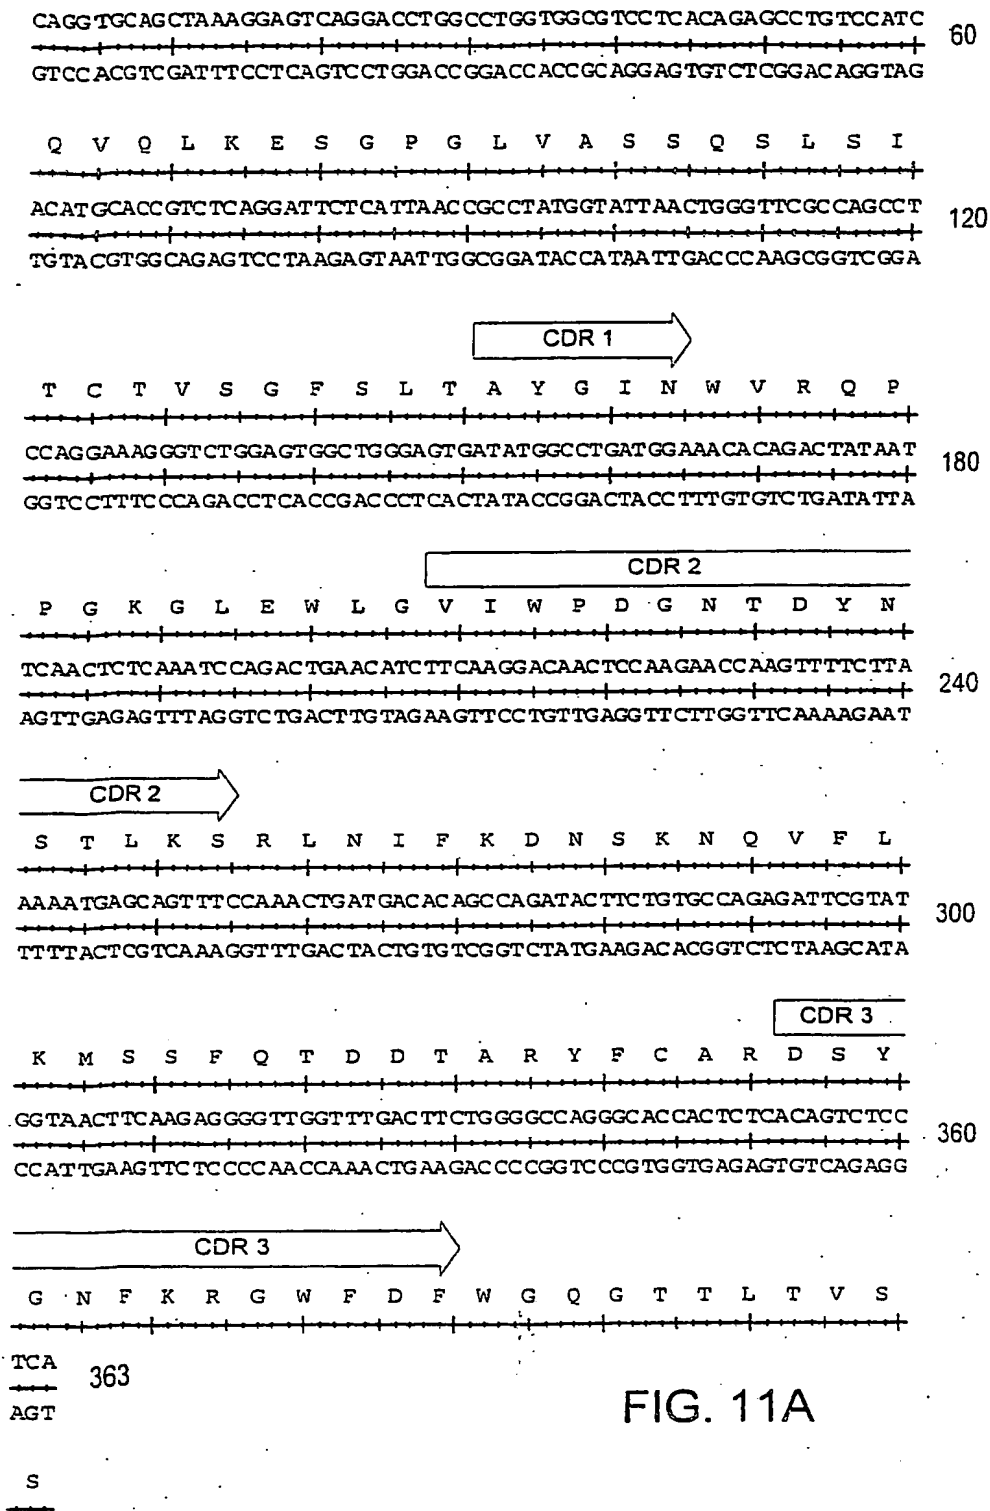 CAGGTGCAGCTAAAGGAGTCAGGACCTGGCCTGGTGGCGTCCTCACAGAGCCTGTCCATC
60
GTCCACGTCGATTTCCTCAGTCCTGGACCGGACCACCGCAGGAGTGTCTCGGACAGGTAG
Q V Q L K E S G P G L V A S S Q S L S I
ACATGCACCGTCTCAGGATTCTCATTAACCGCCTATGGTATTAACTGGGTTCGCCAGCCT
120
TGTACGTGGCAGAGTCCTAAGAGTAATTGGCGGATACCATAATTGACCCAAGCGGTCGGA
CDR 1
T C T V S G F S L T A Y G I N W V R Q P
CCAGGAAAGGGTCTGGAGTGGCTGGGAGTGATATGGCCTGATGGAAACACAGACTATAAT
180
GGTCCTTTCCCAGACCTCACCGACCCTCACTATACCGGACTACCTTTGTGTCTGATATTA
CDR 2
P G K G L E W L G V I W P D G N T D Y N
TCAACTCTCAAATCCAGACTGAACATCTTCAAGGACAACTCCAAGAACCAAGTTTTCTTA
240
AGTTGAGAGTTTAGGTCTGACTTGTAGAAGTTCCTGTTGAGGTTCTTGGTTCAAAAGAAT
CDR 2
S T L K S R L N I F K D N S K N Q V F L
AAAATGAGCAGTTTCCAAACTGATGACACAGCCAGATACTTCTGTGCCAGAGATTCGTAT
300
TTTTACTCGTCAAAGGTTTGACTACTGTGTCGGTCTATGAAGACACGGTCTCTAAGCATA
CDR 3
K M S S F Q T D D T A R Y F C A R D S Y
GGTAACTTCAAGAGGGGTTGGTTTGACTTCTGGGGCCAGGGCACCACTCTCACAGTCTCC
360
CCATTGAAGTTCTCCCCAACCAAACTGAAGACCCCGGTCCCGTGGTGAGAGTGTCAGAGG
CDR 3
G N F K R G W F D F W G Q G T T L T V S
TCA
363
AGT
FIG. 11A
S